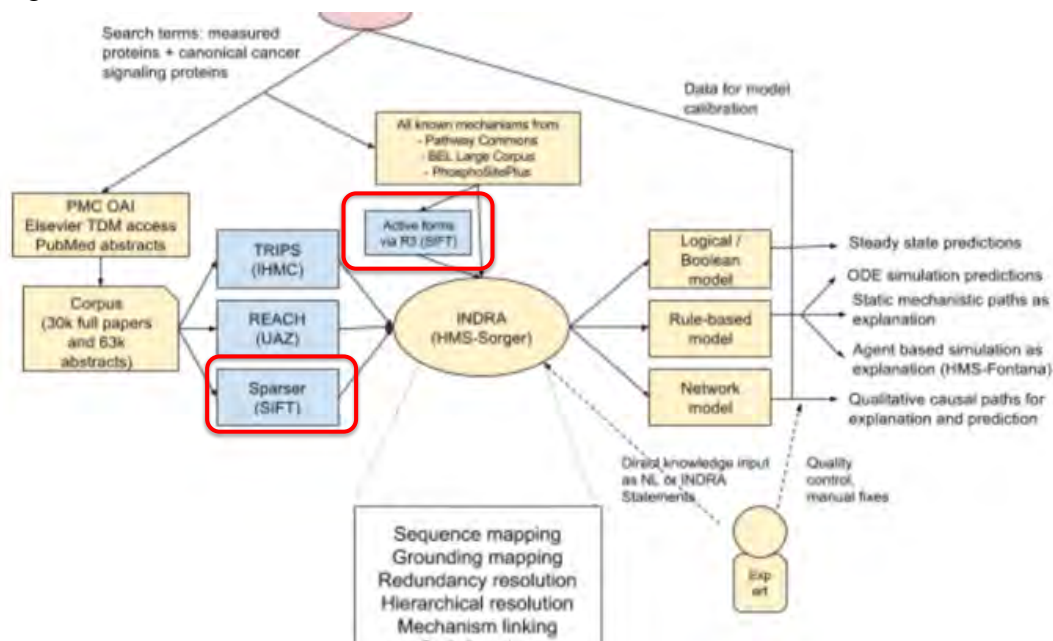 Search terms: measured
proteins + canonical cancer
signaling proteins
Data for model
calibration
All known mechanisms from
- Pathway Commons
- BEL Large Corpus
- PhosphoSitePlus
PMC OAI
Elsevier TDM access
PubMed abstracts
Active forms
via R3 (SIFT)
TRIPS
(IHMC)
Logical /
Boolean
model
Steady state predictions
ODE simulation predictions
Static mechanistic paths as
explanation
Corpus
(30k full papers
and 63k
abstracts)
REACH
(UAZ)
INDRA
(HMS-Sorger)
Rule-based
model
Agent based simulation as
explanation (HMS-Fontana)
Sparser
(SIFT)
Network
model
Qualitative causal paths for
explanation and prediction
Direct knowledge input
as NL or INDRA
Statements
Quality
control,
manual fixes
Sequence mapping
Grounding mapping
Redundancy resolution
Hierarchical resolution
Mechanism linking
Exp
ert